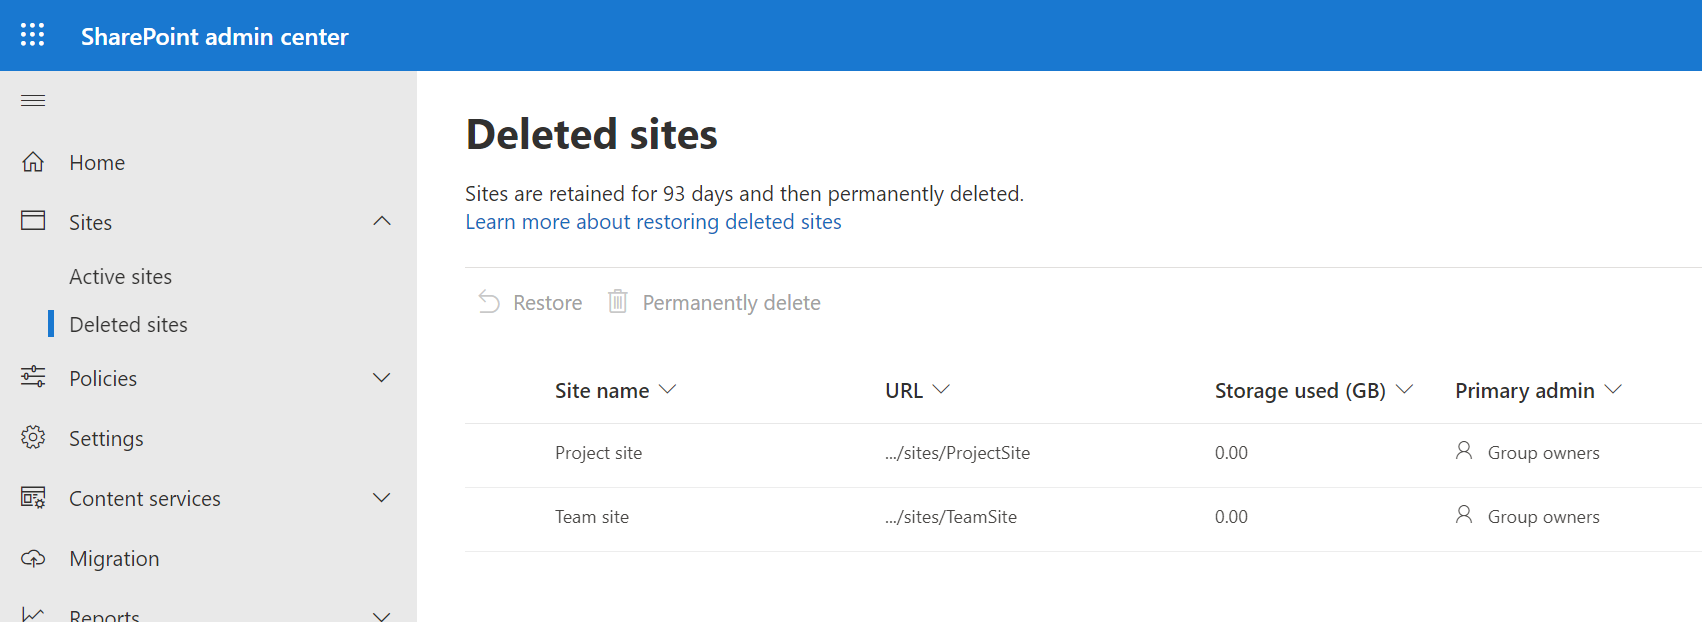 SharePoint admin center
Home
Sites
Active sites
Deleted sites
Policies
Settings
Content services
Migration
Reports
Deleted sites
Sites are retained for 93 days and then permanently deleted.
Learn more about restoring deleted sites
Restore Permanently delete
Site name URL Storage used (GB) Primary admin
Project site .../sites/ProjectSite 0.00 Group owners
Team site .../sites/TeamSite 0.00 Group owners